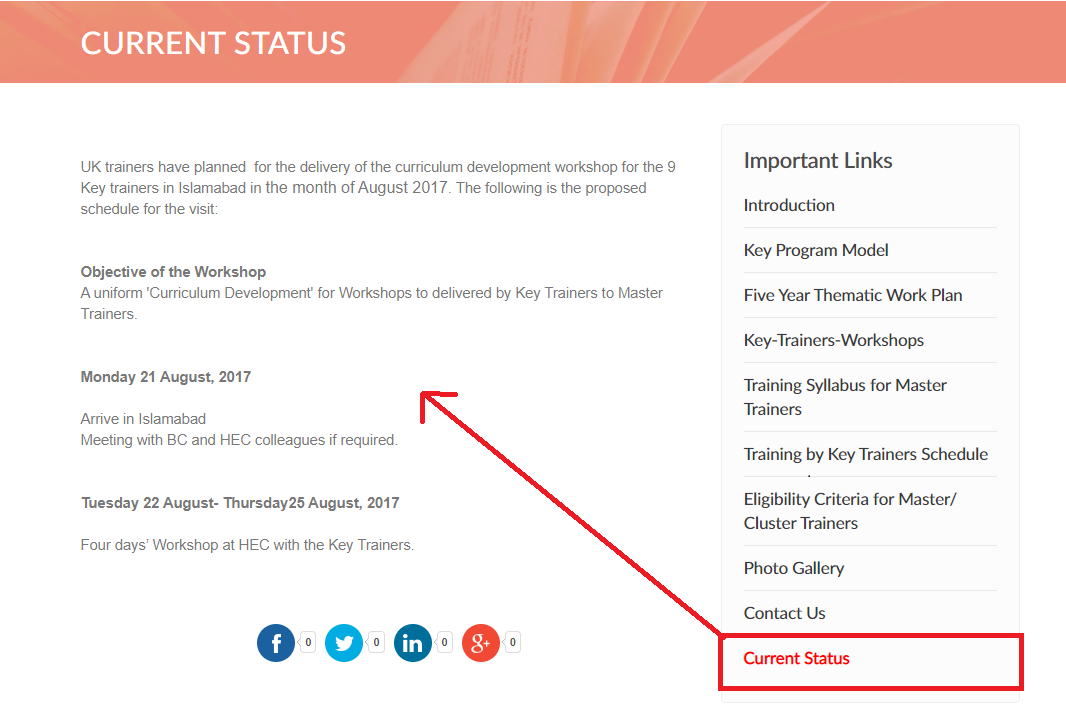 CURRENT STATUS
UK trainers have planned  for the delivery of the curriculum development workshop for the 9
Key trainers in Islamabad in the month of August 2017. The following is the proposed
schedule for the visit:
Objective of the Workshop
A uniform 'Curriculum Development' for Workshops to delivered by Key Trainers to Master
Trainers.
Monday 21 August, 2017
Arrive in Islamabad
Meeting with BC and HEC colleagues if required.
Tuesday 22 August- Thursday25 August, 2017
Four days’ Workshop at HEC with the Key Trainers.
f 0 0 in 0 g+ 0
Important Links
Introduction
Key Program Model
Five Year Thematic Work Plan
Key-Trainers-Workshops
Training Syllabus for Master
Trainers
Training by Key Trainers Schedule
Eligibility Criteria for Master/
Cluster Trainers
Photo Gallery
Contact Us
Current Status